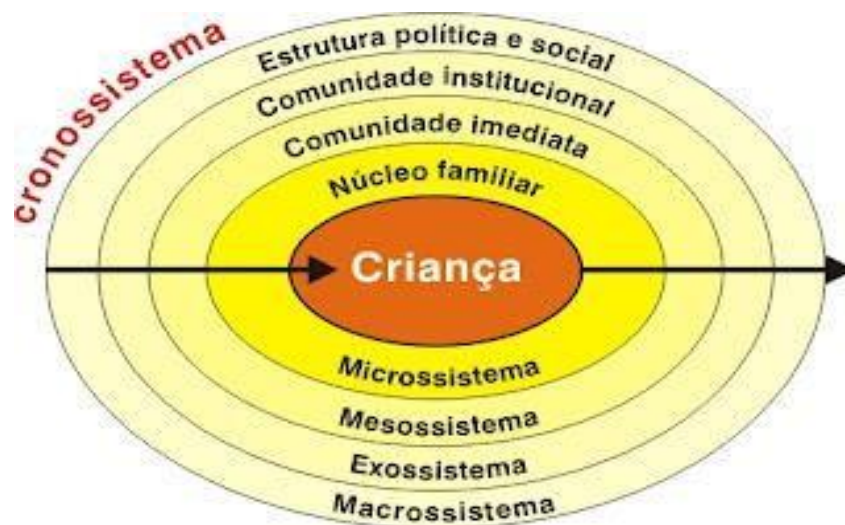 cronossistema
Estrutura política e social
Comunidade institucional
Comunidade imediata
Núcleo familiar
Criança
Microssistema
Mesossistema
Exossistema
Macrossistema